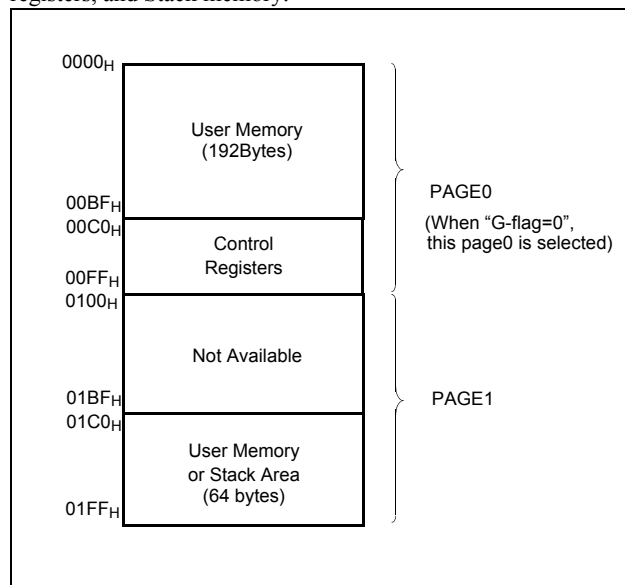 registers, and Stack memory.
0000H
User Memory
(192Bytes)
00BFH
00C0H
Control
Registers
00FFH
0100H
Not Available
01BFH
01C0H
User Memory
or Stack Area
(64 bytes)
01FFH
PAGE0
(When “G-flag=0”,
this page0 is selected)
PAGE1